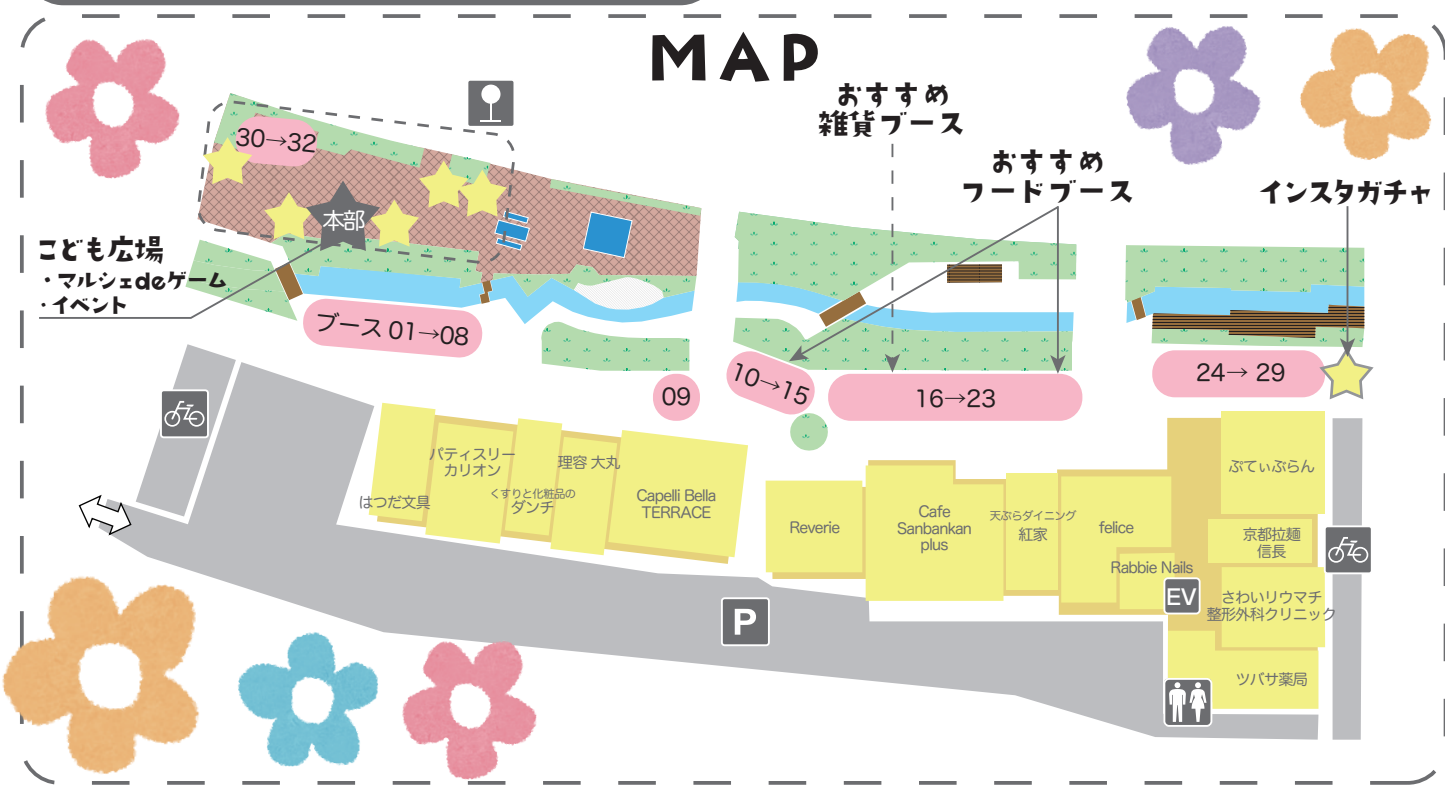 MAP
おすすめ
雑貨ブース
おすすめ
フードブース
インスタガチャ
30→32
本部
こども広場
・マルシェdeゲーム
・イベント
ブース 01→08
09
10→15
16→23
24→ 29
はつだ文具
パティスリー
カリオン
くすりと化粧品の
ダンチ
理容 大丸
Capelli Bella
TERRACE
Reverie
Cafe
Sanbankan
plus
天ぷらダイニング
紅家
felice
Rabbie Nails
EV
ぷてぃぶらん
京都拉麺
信長
さわいリウマチ
整形外科クリニック
ツバサ薬局
P